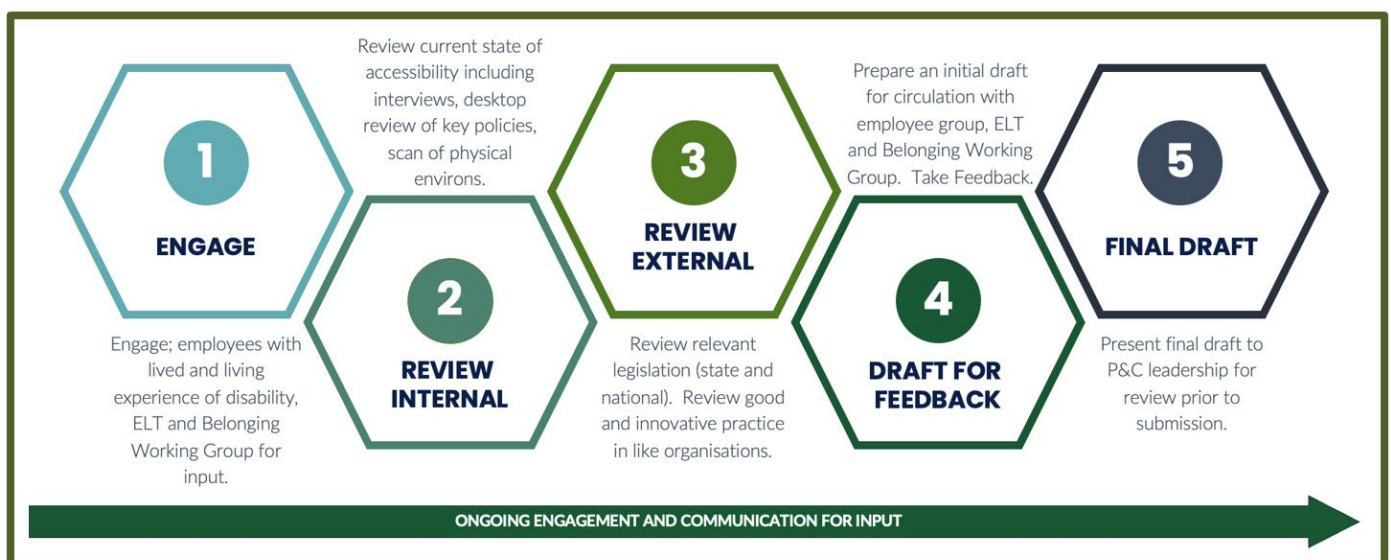 1
ENGAGE
Engage; employees with
lived and living
experience of disability,
ELT and Belonging
Working Group for
input.
Review current state of
accessibility including
interviews, desktop
review of key policies,
scan of physical
environs.
2
REVIEW
INTERNAL
3
REVIEW
EXTERNAL
Review relevant
legislation (state and
national).  Review good
and innovative practice
in like organisations.
Prepare an initial draft
for circulation with
employee group, ELT
and Belonging Working
Group.  Take Feedback.
4
DRAFT FOR
FEEDBACK
5
FINAL DRAFT
Present final draft to
P&C leadership for
review prior to
submission.
ONGOING ENGAGEMENT AND COMMUNICATION FOR INPUT